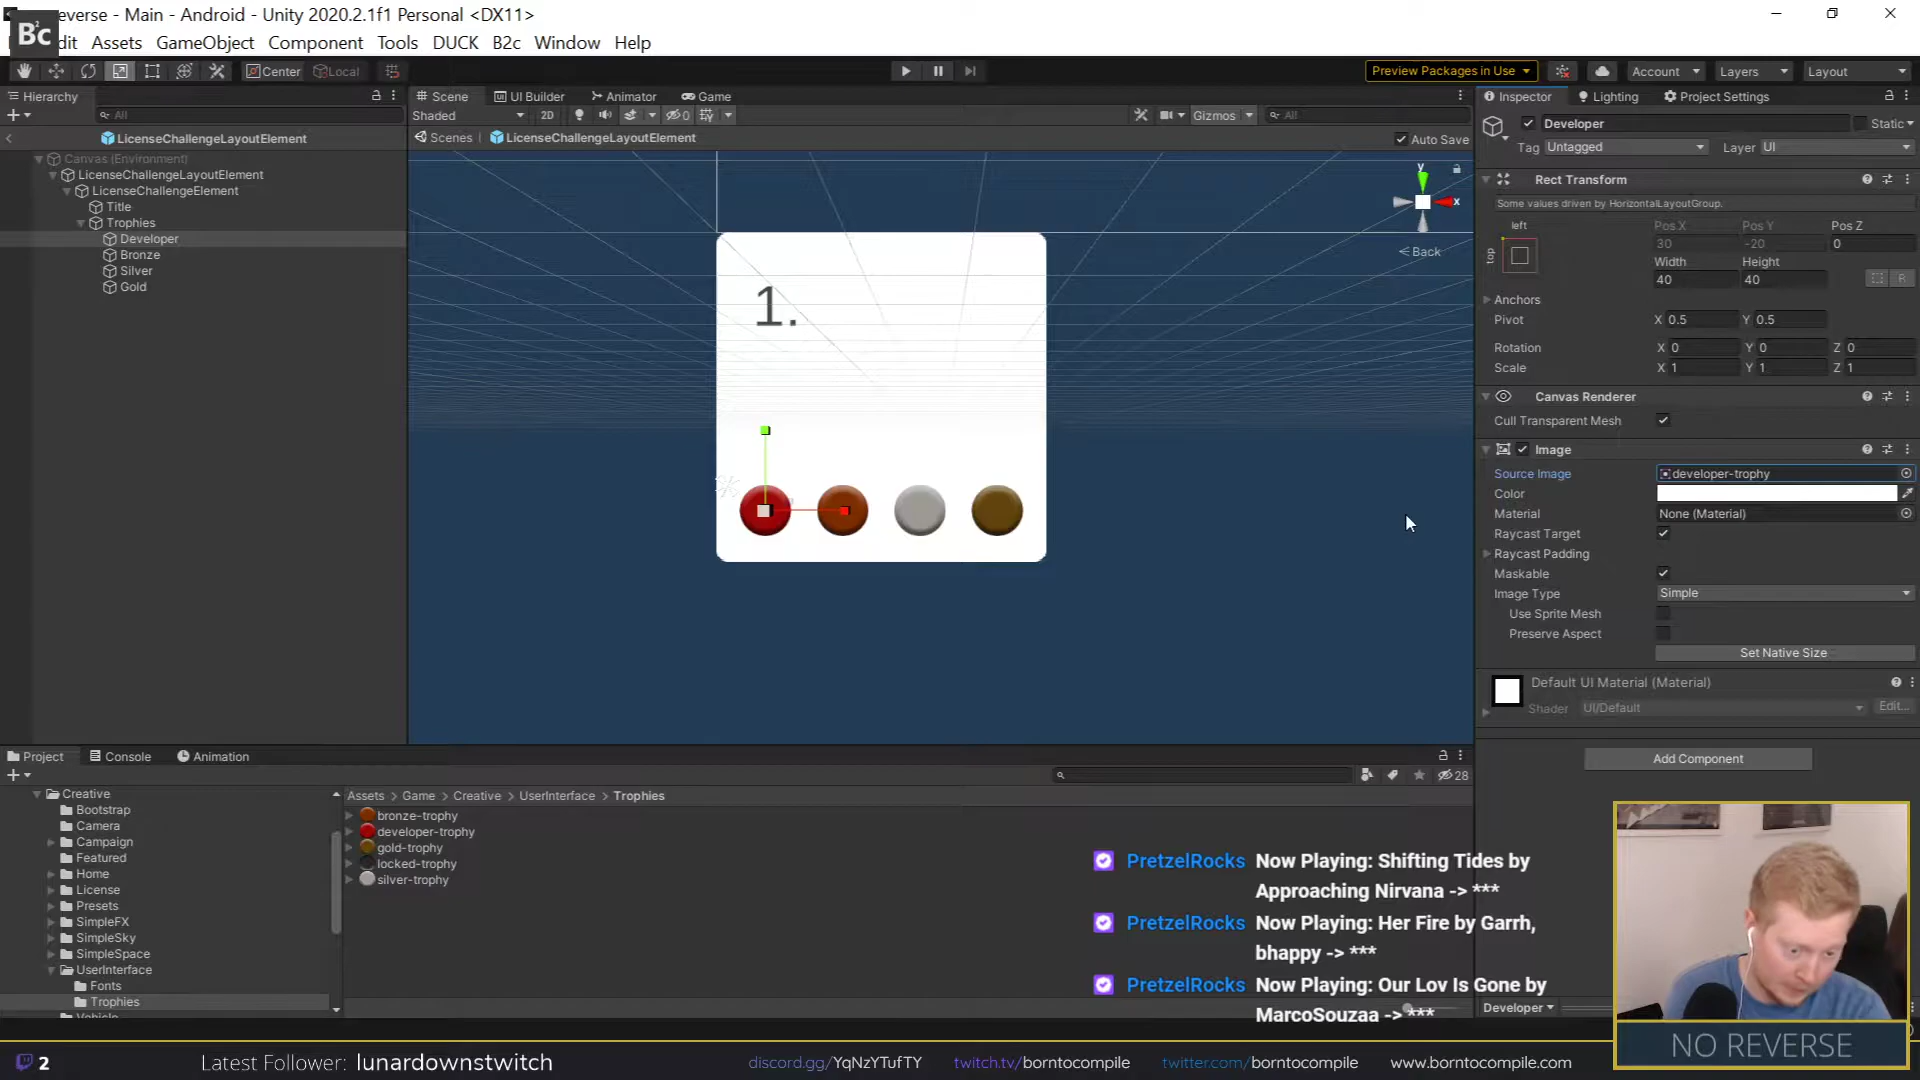 everse - Main - Android - Unity 2020.2.1f1 Personal <DX11>
Bc2
dit Assets GameObject Component Tools DUCK B2c Window Help
Center Local Preview Packages in Use Account Layers Layout
Hierarchy All
LicenseChallengeLayoutElement
Canvas (Environment)
LicenseChallengeLayoutElement
LicenseChallengeElement
Title
Trophies
Developer
Bronze
Silver
Gold
Scene UI Builder Animator Game
Shaded 2D 0 Gizmos All
Scenes LicenseChallengeLayoutElement Auto Save
y
x
Back
1.
Inspector Lighting Project Settings
Developer Static
Tag Untagged Layer UI
Rect Transform
Some values driven by HorizontalLayoutGroup.
left Pos X Pos Y Pos Z
top 30 -20 0
Width Height
40 40 R
Anchors
Pivot X 0.5 Y 0.5
Rotation X 0 Y 0 Z 0
Scale X 1 Y 1 Z 1
Canvas Renderer
Cull Transparent Mesh
Image
Source Image developer-trophy
Color
Material None (Material)
Raycast Target
Raycast Padding
Maskable
Image Type Simple
Use Sprite Mesh
Preserve Aspect
Set Native Size
Default UI Material (Material)
Shader UI/Default Edit...
Add Component
Developer
Project Console Animation
28
Creative
Bootstrap
Camera
Campaign
Featured
Home
License
Presets
SimpleFX
SimpleSky
SimpleSpace
UserInterface
Fonts
Trophies
Vehicle
Assets > Game > Creative > UserInterface > Trophies
bronze-trophy
developer-trophy
gold-trophy
locked-trophy
silver-trophy
PretzelRocks Now Playing: Shifting Tides by
Approaching Nirvana -> ***
PretzelRocks Now Playing: Her Fire by Garrh,
bhappy -> ***
PretzelRocks Now Playing: Our Lov Is Gone by
MarcoSouzaa -> ***
2 Latest Follower: lunardownstwitch discord.gg/YqNzYTufTY twitch.tv/borntocompile twitter.com/borntocompile www.borntocompile.com
NO REVERSE